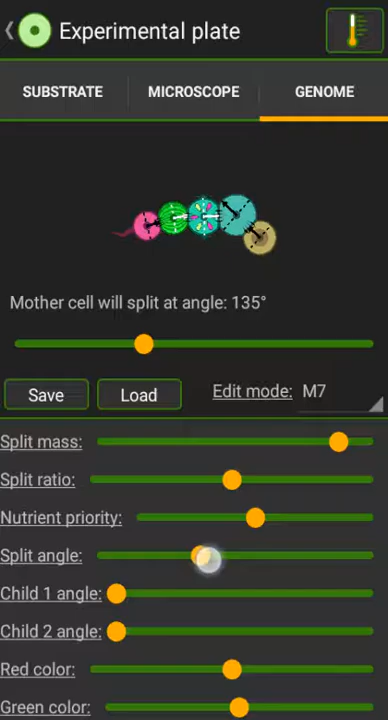 Experimental plate
SUBSTRATE MICROSCOPE GENOME
Mother cell will split at angle: 135°
Save Load Edit mode: M7
Split mass:
Split ratio:
Nutrient priority:
Split angle:
Child 1 angle:
Child 2 angle:
Red color:
Green color: